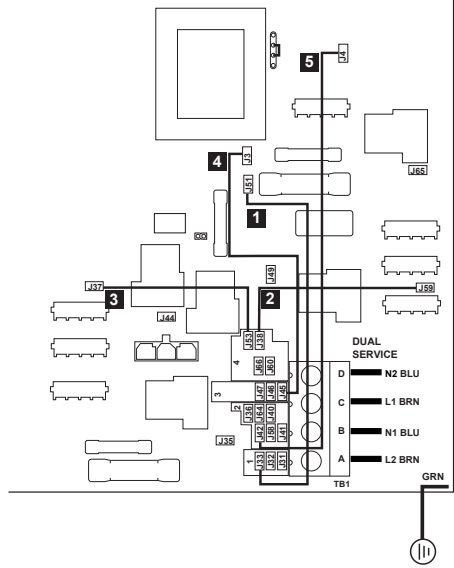 5
J4
4
J3
J51
J65
1
J37
3
J49
2
J59
J44
J53
J38
4
J66
J60
DUAL
SERVICE
D
N2 BLU
3
J47
J46
J45
C
L1 BRN
2
J36
J64
J40
J42
J58
J41
B
N1 BLU
J35
1
J33
J32
J31
A
L2 BRN
TB1
GRN